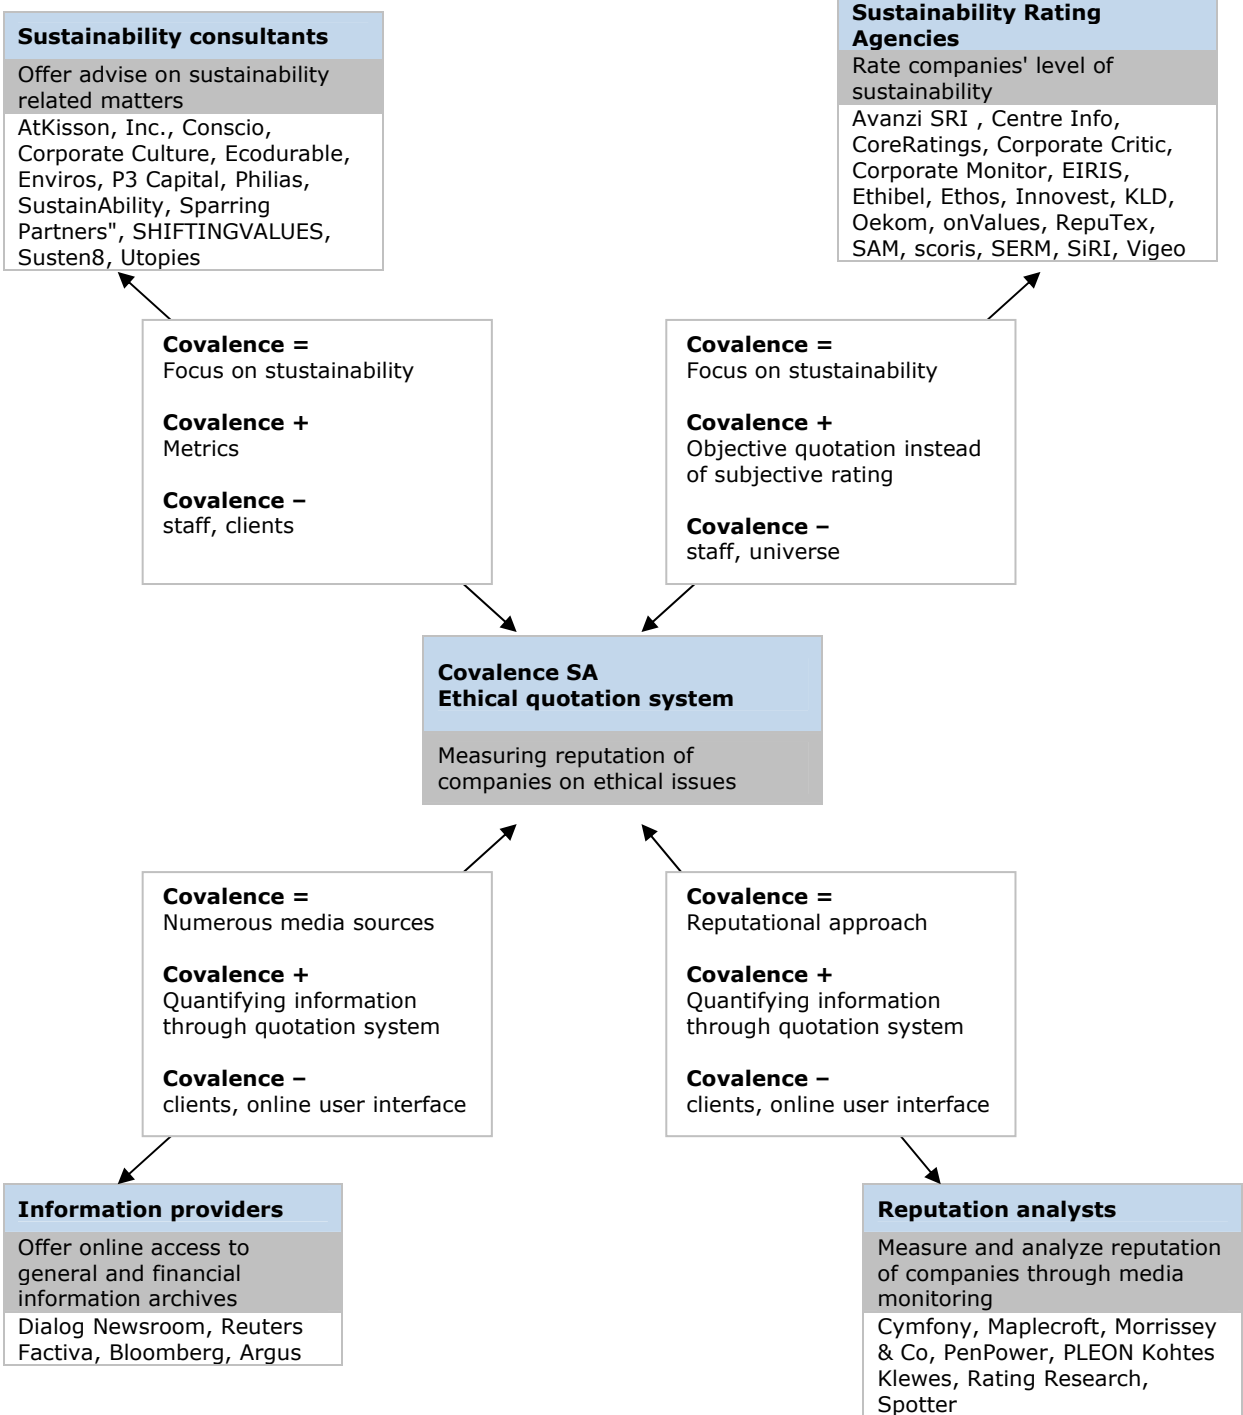 Sustainability consultants
Offer advise on sustainability
related matters
AtKisson, Inc., Conscio,
Corporate Culture, Ecodurable,
Enviros, P3 Capital, Philias,
SustainAbility, Sparring
Partners", SHIFTINGVALUES,
Susten8, Utopies
Sustainability Rating
Agencies
Rate companies' level of
sustainability
Avanzi SRI , Centre Info,
CoreRatings, Corporate Critic,
Corporate Monitor, EIRIS,
Ethibel, Ethos, Innovest, KLD,
Oekom, onValues, RepuTex,
SAM, scoris, SERM, SiRI, Vigeo
Covalence =
Focus on stustainability
Covalence +
Metrics
Covalence –
staff, clients
Covalence =
Focus on stustainability
Covalence +
Objective quotation instead
of subjective rating
Covalence –
staff, universe
Covalence SA
Ethical quotation system
Measuring reputation of
companies on ethical issues
Covalence =
Numerous media sources
Covalence +
Quantifying information
through quotation system
Covalence –
clients, online user interface
Covalence =
Reputational approach
Covalence +
Quantifying information
through quotation system
Covalence –
clients, online user interface
Information providers
Offer online access to
general and financial
information archives
Dialog Newsroom, Reuters
Factiva, Bloomberg, Argus
Reputation analysts
Measure and analyze reputation
of companies through media
monitoring
Cymfony, Maplecroft, Morrissey
& Co, PenPower, PLEON Kohtes
Klewes, Rating Research,
Spotter